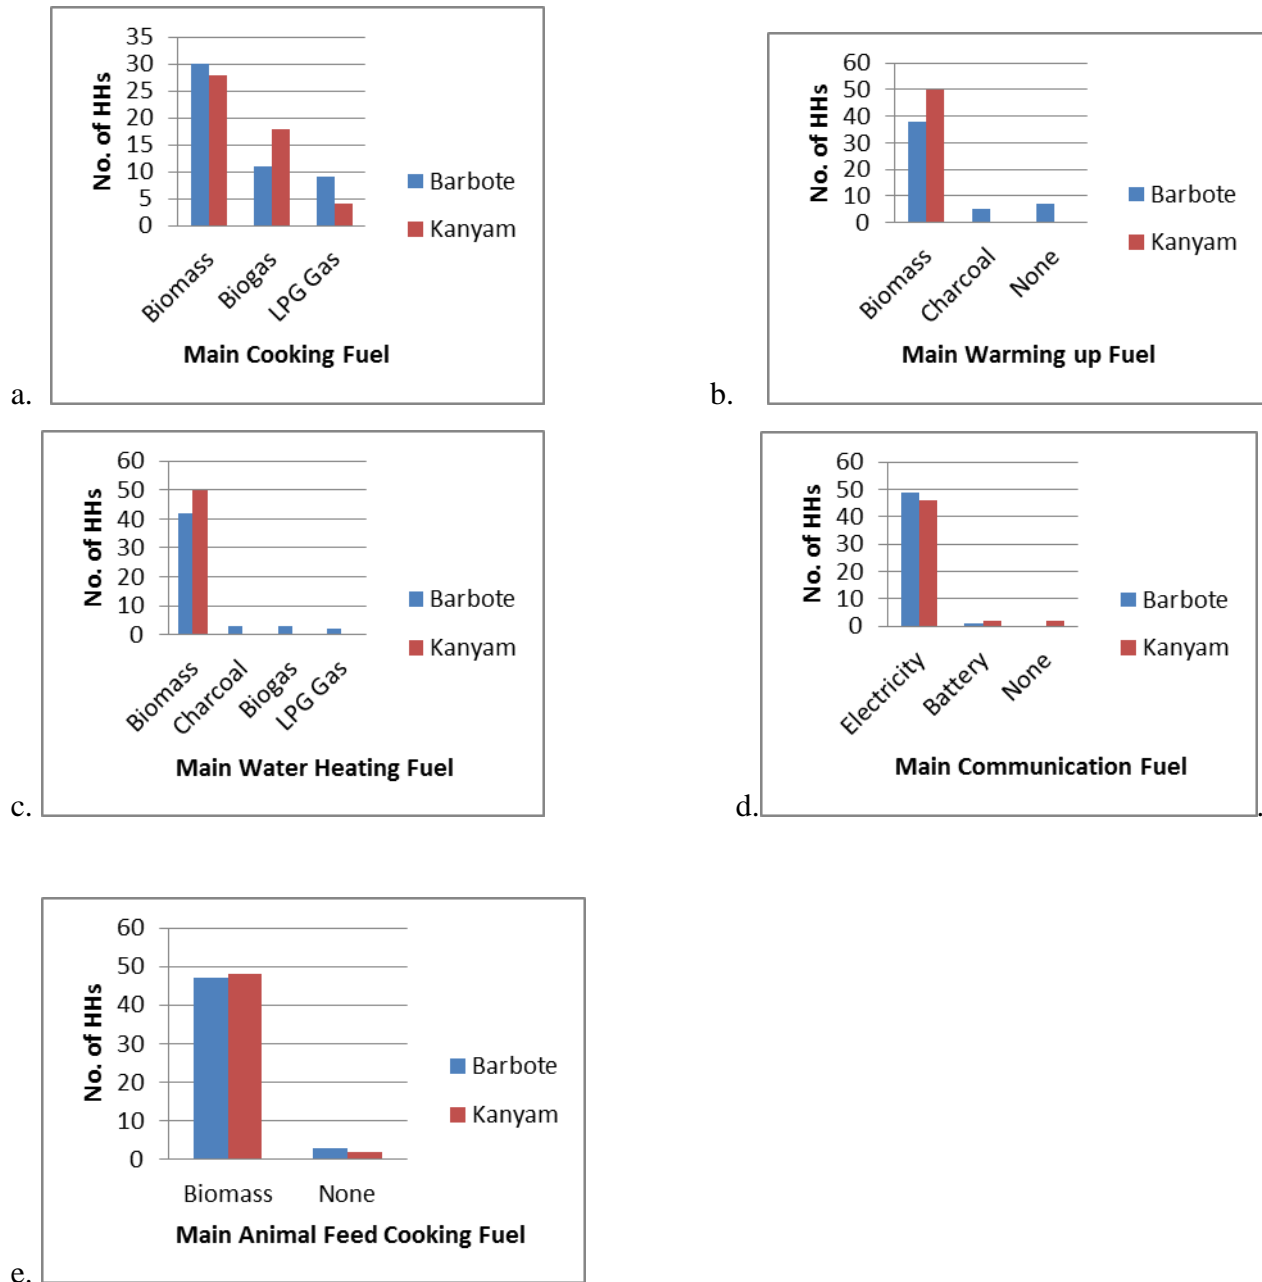 35
30
25
20
15
10
5
0
No. of HHs
Biomass
Biogas
LPG Gas
Barbote
Kanyam
Main Cooking Fuel
a.
60
50
40
30
20
10
0
No. of HHs
Biomass
Charcoal
None
Barbote
Kanyam
Main Warming up Fuel
b.
60
50
40
30
20
10
0
No. of HHs
Biomass
Charcoal
Biogas
LPG Gas
Barbote
Kanyam
Main Water Heating Fuel
c.
60
50
40
30
20
10
0
No. of HHs
Electricity
Battery
None
Barbote
Kanyam
Main Communication Fuel
d.
.
60
50
40
30
20
10
0
No. of HHs
Biomass
None
Barbote
Kanyam
Main Animal Feed Cooking Fuel
e.